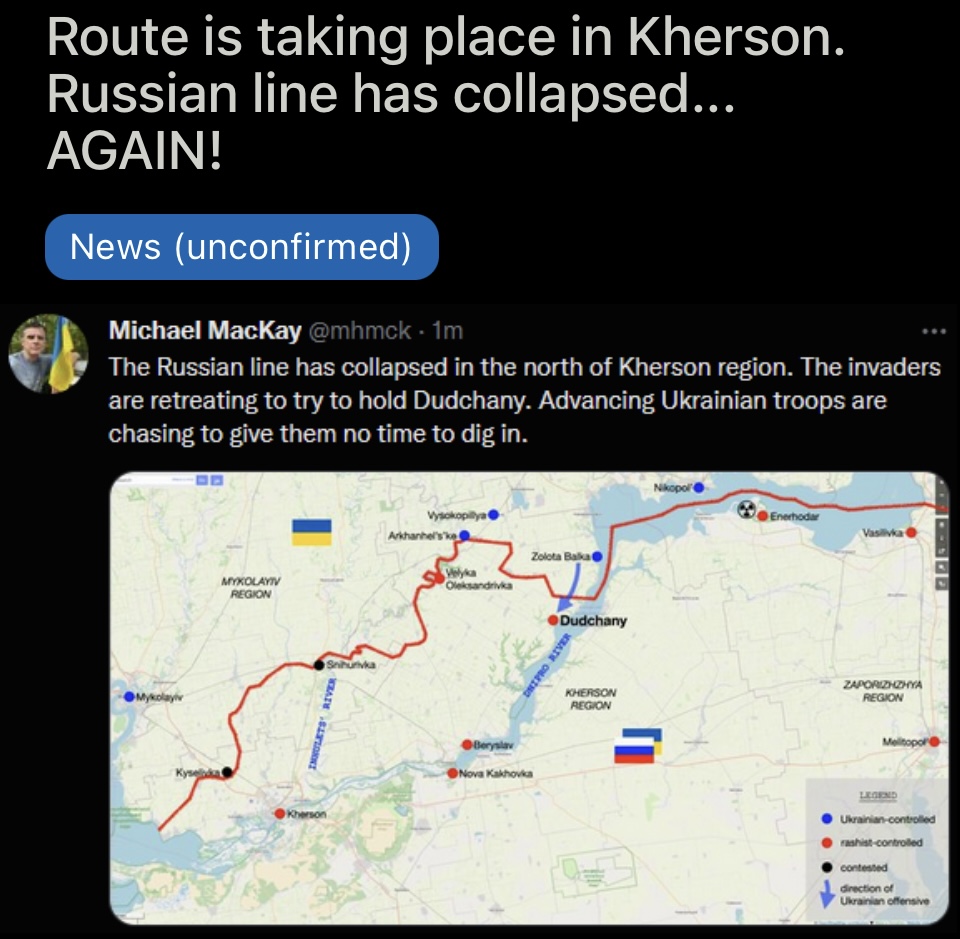 Route is taking place in Kherson.
Russian line has collapsed...
AGAIN!
News (unconfirmed)
Michael MacKay @mhmck · 1m
The Russian line has collapsed in the north of Kherson region. The invaders
are retreating to try to hold Dudchany. Advancing Ukrainian troops are
chasing to give them no time to dig in.
Nikopol'
Vysokopillya
Enerhodar
Arkhanhel's'ke
Vasilivka
Zolota Balka
Velyka
Oleksandrivka
MYKOLAYIV
REGION
Dudchany
DNIPRO RIVER
Snihurivka
INHULETS' RIVER
KHERSON
REGION
ZAPORIZHZHYA
REGION
Mykolayiv
Beryslav
Melitopol'
Kyselivka
Nova Kakhovka
Kherson
LEGEND
Ukrainian-controlled
rashist-controlled
contested
direction of
Ukrainian offensive